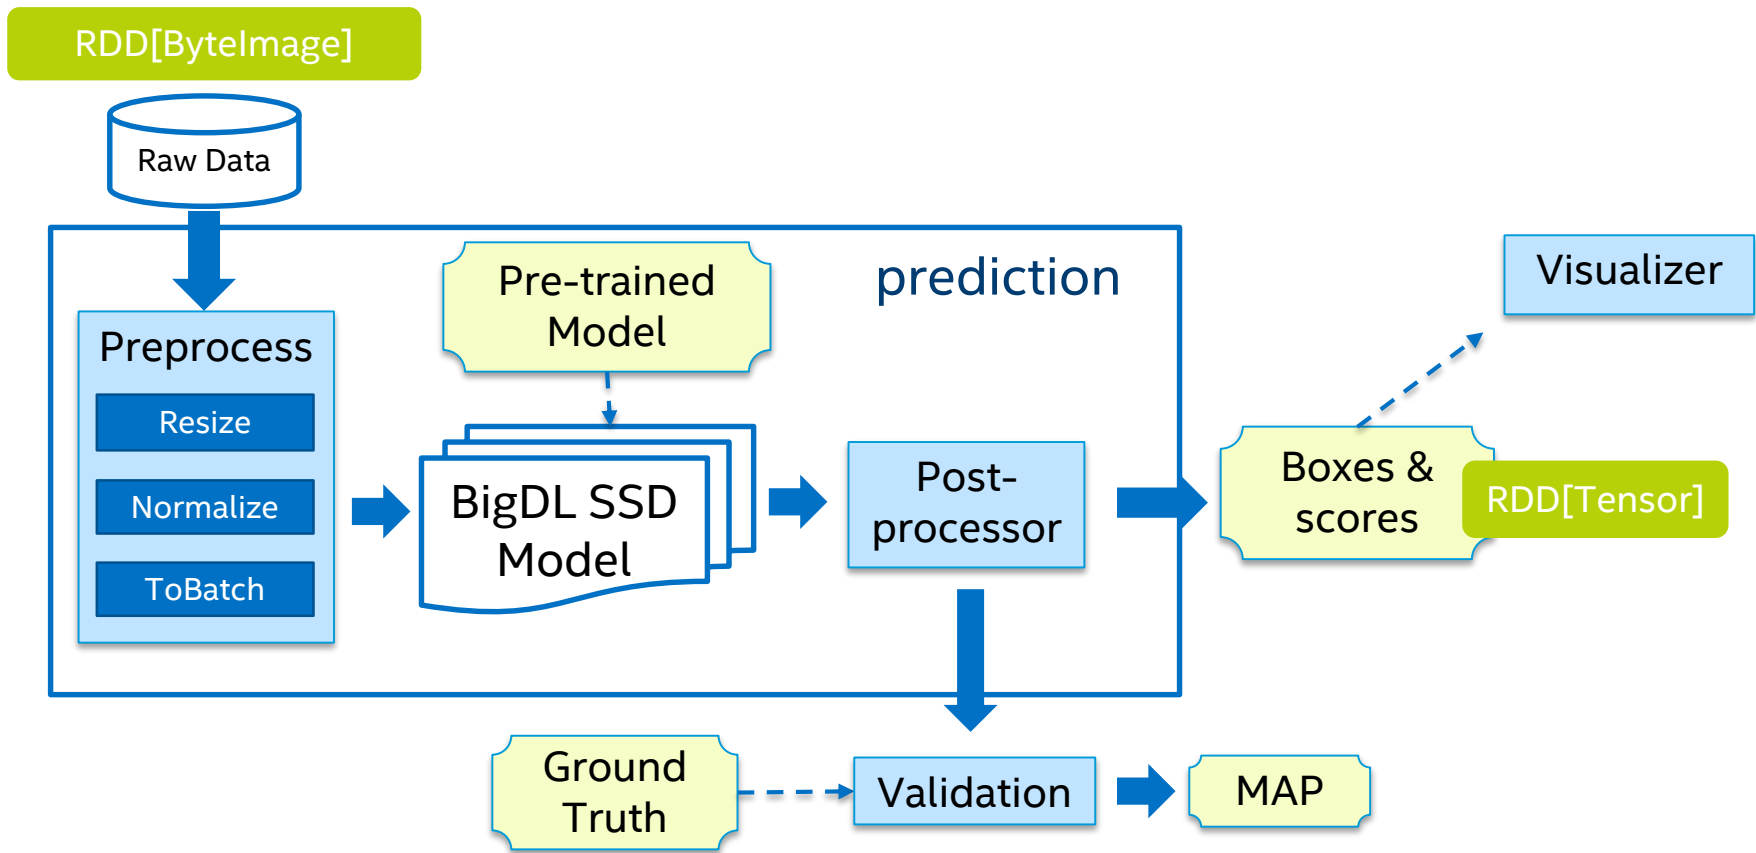 RDD[ByteImage]
Raw Data
prediction
Pre-trained
Model
Visualizer
Preprocess
Resize
Normalize
ToBatch
BigDL SSD
Model
Post-
processor
Boxes &
scores
RDD[Tensor]
Ground
Truth
Validation
MAP